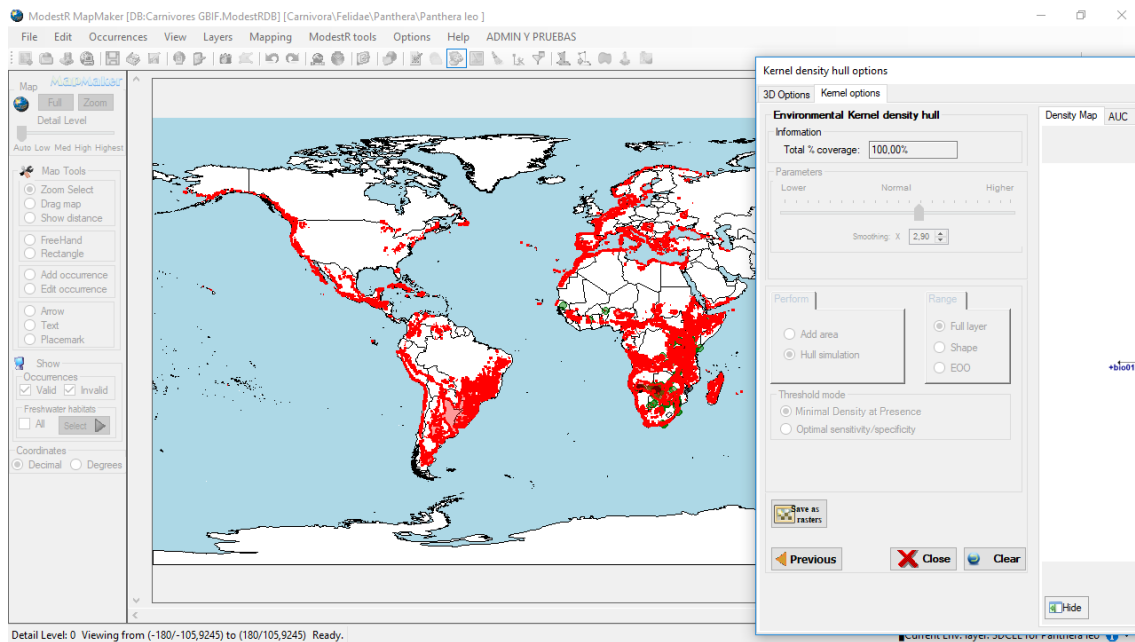 ModestR MapMaker [DB:Carnivores GBIF.ModestRDB] [Carnivora\Felidae\Panthera\Panthera leo ]
File Edit Occurrences View Layers Mapping ModestR tools Options Help ADMIN Y PRUEBAS
Map MapMaker
Full Zoom
Detail Level
Auto Low Med High Highest
Map Tools
Zoom Select
Drag map
Show distance
FreeHand
Rectangle
Add occurrence
Edit occurrence
Arrow
Text
Placemark
Show
Occurrences
Valid Invalid
Freshwater habitats
All Select
Coordinates
Decimal Degrees
Kernel density hull options
3D Options Kernel options
Environmental Kernel density hull
Information
Total % coverage: 100,00%
Parameters
Lower Normal Higher
Smoothing: X 2,90
Perform
Add area
Hull simulation
Range
Full layer
Shape
EOO
Threshold mode
Minimal Density at Presence
Optimal sensitivity/specificity
Save as
rasters
Previous Close Clear
Density Map AUC
+bio01
Hide
Detail Level: 0 Viewing from (-180/-105,9245) to (180/105,9245) Ready.
Current Env. layer: 3DCLL for Panthera leo